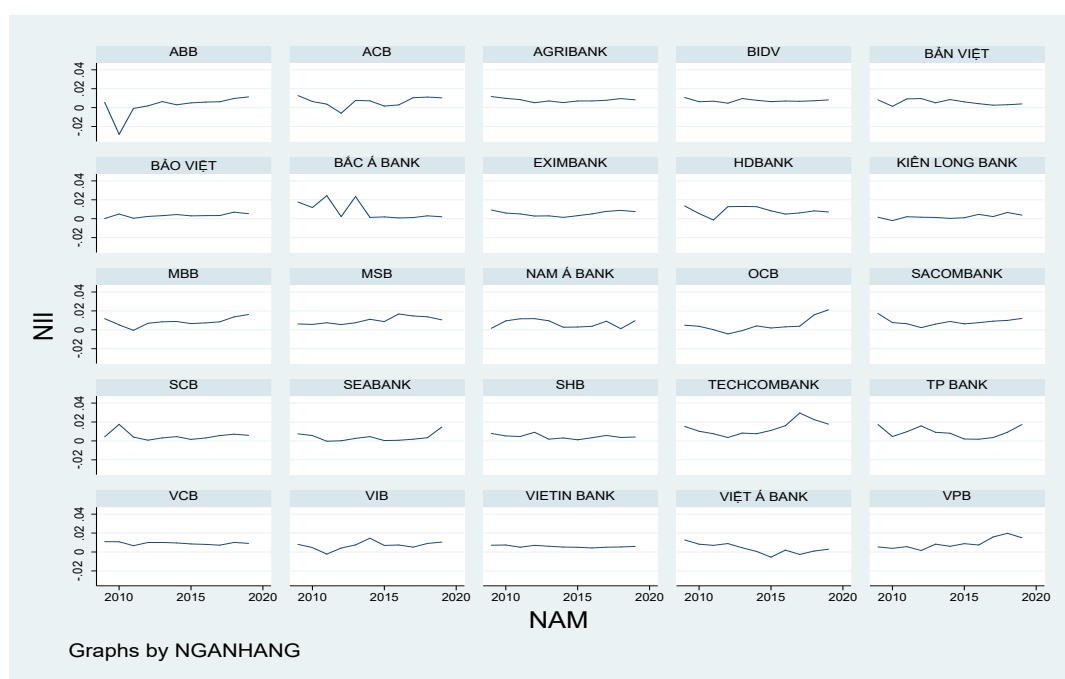 ABB ACB AGRIBANK BIDV BẢN VIỆT
-.02 0 .02 .04
BẢO VIỆT BẮC Á BANK EXIMBANK HDBANK KIÊN LONG BANK
-.02 0 .02 .04
MBB MSB NAM Á BANK OCB SACOMBANK
-.02 0 .02 .04
SCB SEABANK SHB TECHCOMBANK TP BANK
-.02 0 .02 .04
VCB VIB VIETIN BANK VIỆT Á BANK VPB
-.02 0 .02 .04
2010 2015 2020 2010 2015 2020 2010 2015 2020 2010 2015 2020 2010 2015 2020
NII
NAM
Graphs by NGANHANG